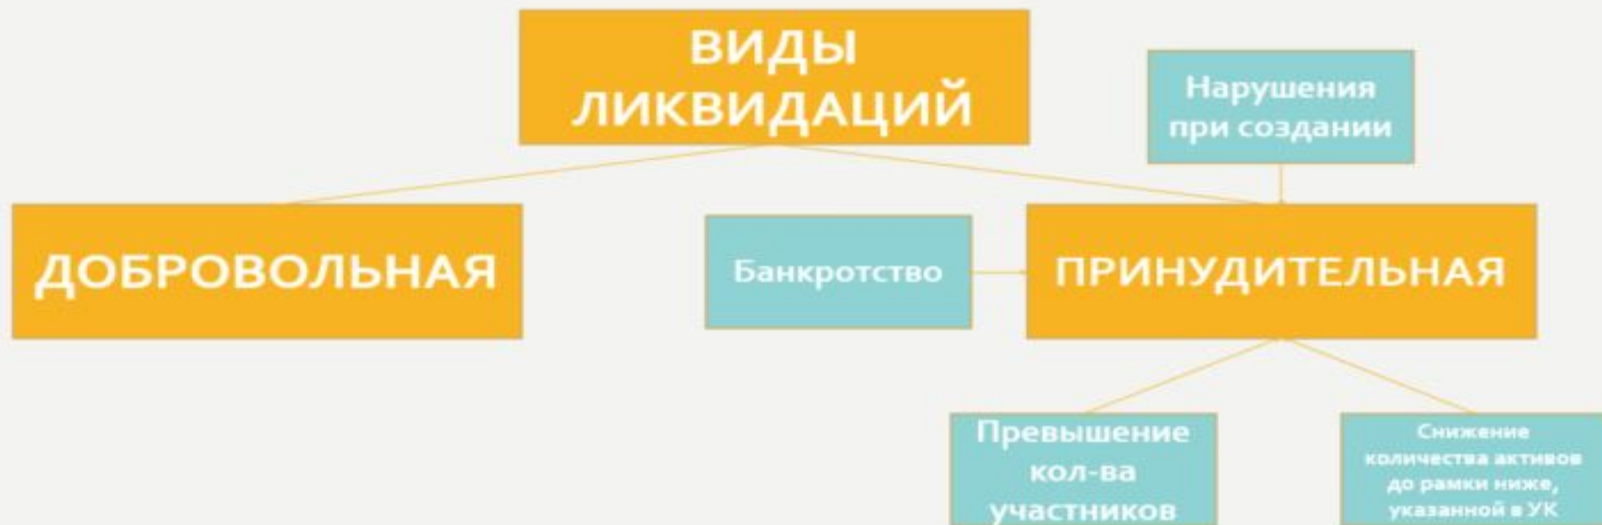 ВИДЫ
ЛИКВИДАЦИЙ
Нарушения
при создании
ДОБРОВОЛЬНАЯ
Банкротство
ПРИНУДИТЕЛЬНАЯ
Превышение
кол-ва
участников
Снижение
количества активов
до рамки ниже,
указанной в УК